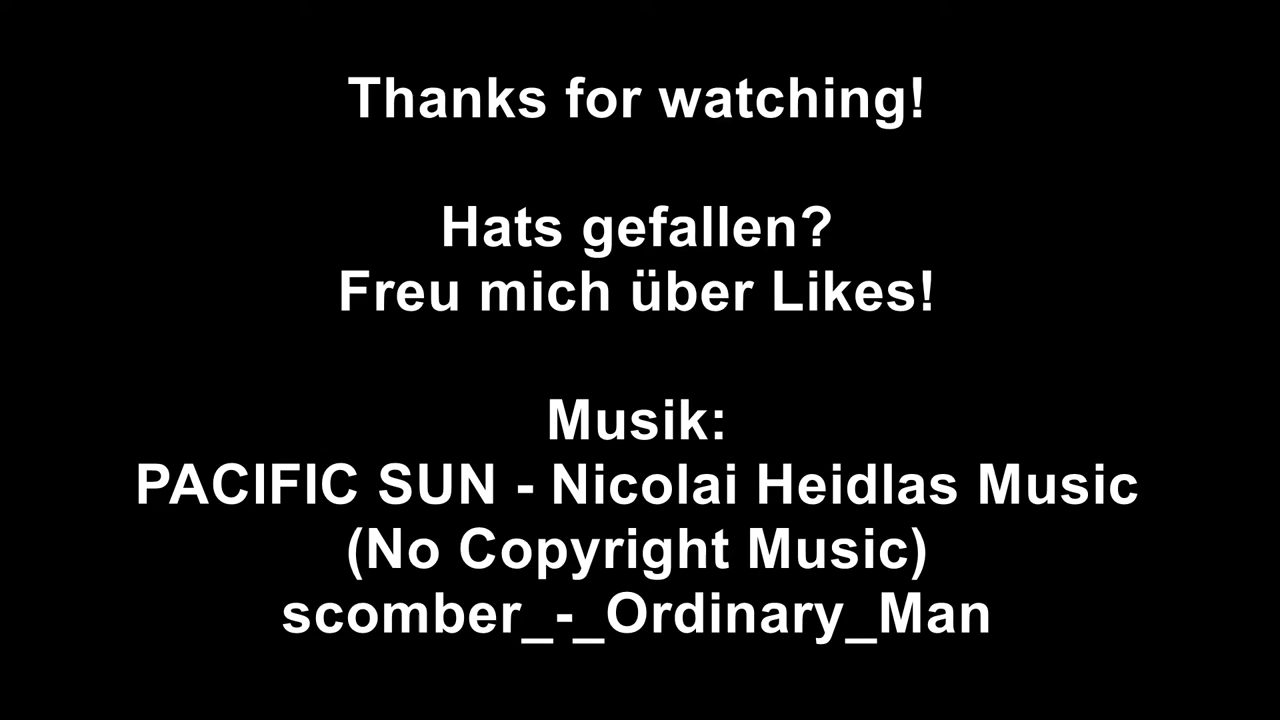 Thanks for watching!
Hats gefallen?
Freu mich über Likes!
Musik:
PACIFIC SUN - Nicolai Heidlas Music
(No Copyright Music)
scomber_-_Ordinary_Man